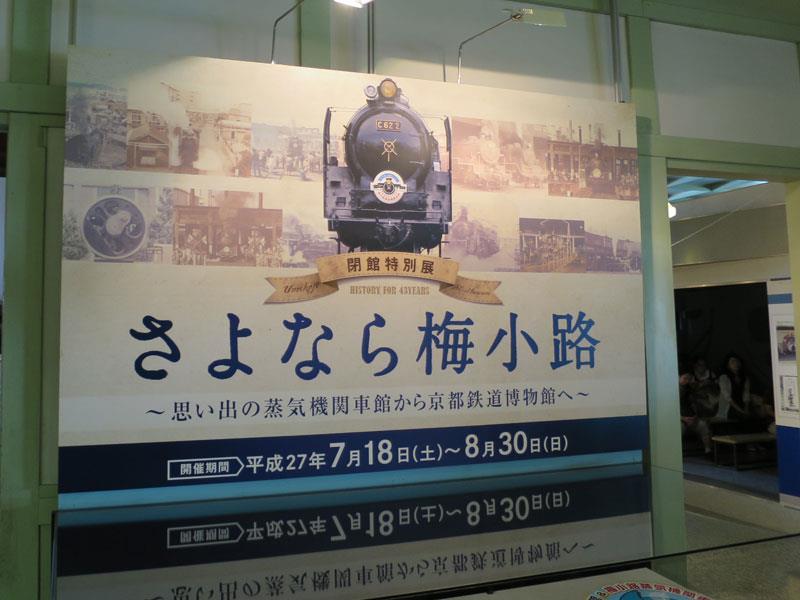 C62 2
閉館特別展
HISTORY FOR 43YEARS
さよなら梅小路
～思い出の蒸気機関車館から京都鉄道博物館へ～
開催期間 平成27年7月18日(土)～8月30日(日)